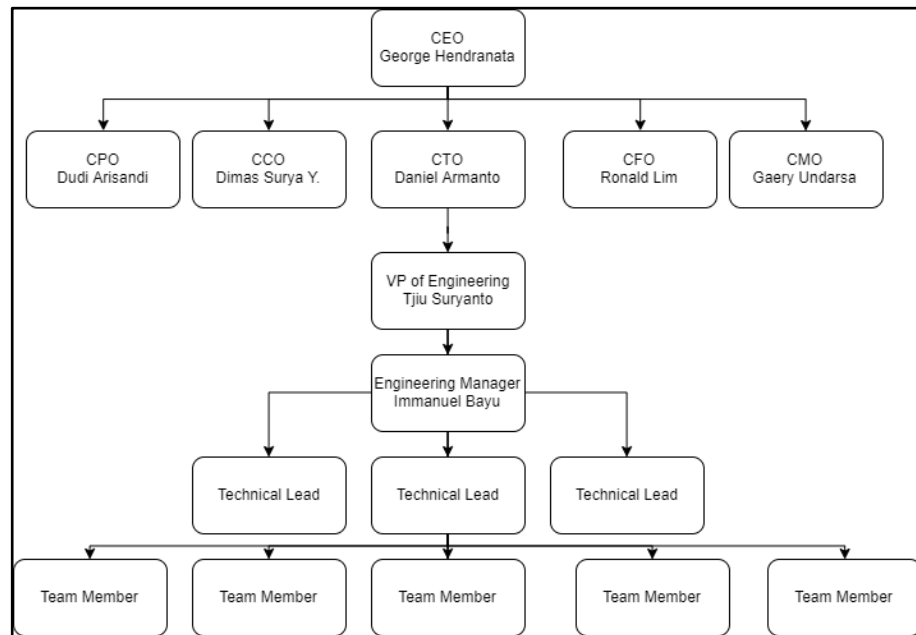 CEO
George Hendranata
CPO
Dudi Arisandi
CCO
Dimas Surya Y.
CTO
Daniel Armanto
CFO
Ronald Lim
CMO
Gaery Undarsa
VP of Engineering
Tjiu Suryanto
Engineering Manager
Immanuel Bayu
Technical Lead
Technical Lead
Technical Lead
Team Member
Team Member
Team Member
Team Member
Team Member